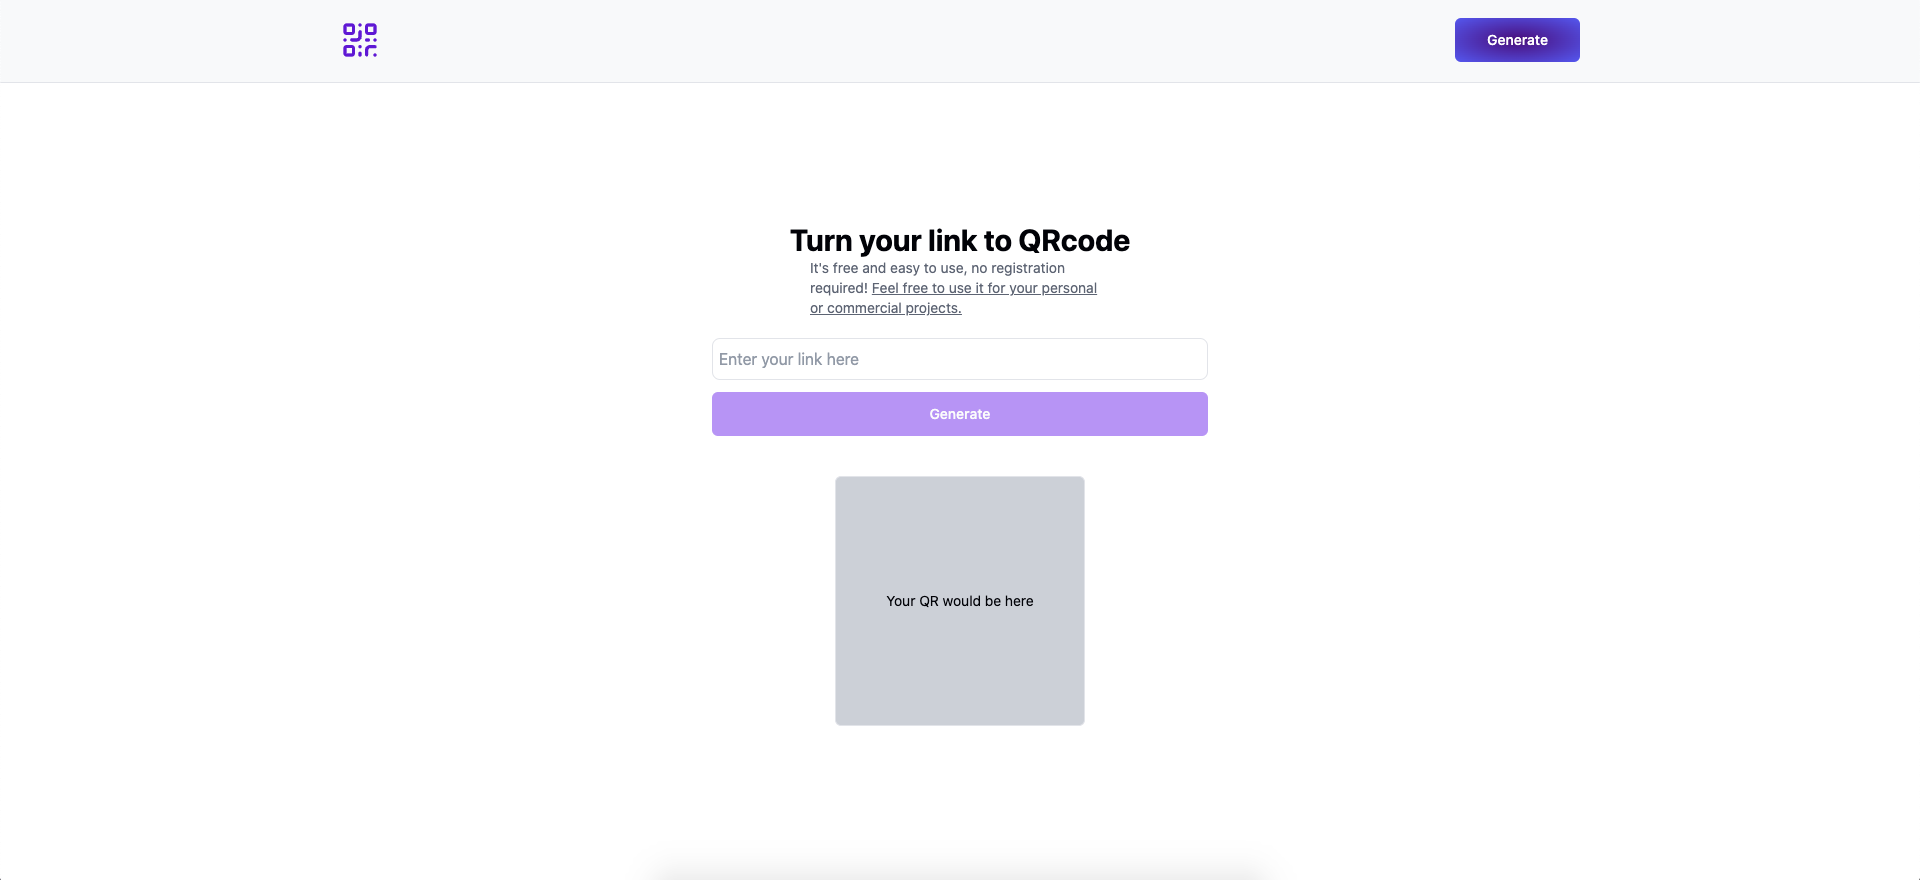 Generate
Turn your link to QRcode
It's free and easy to use, no registration
required! Feel free to use it for your personal
or commercial projects.
Enter your link here
Generate
Your QR would be here